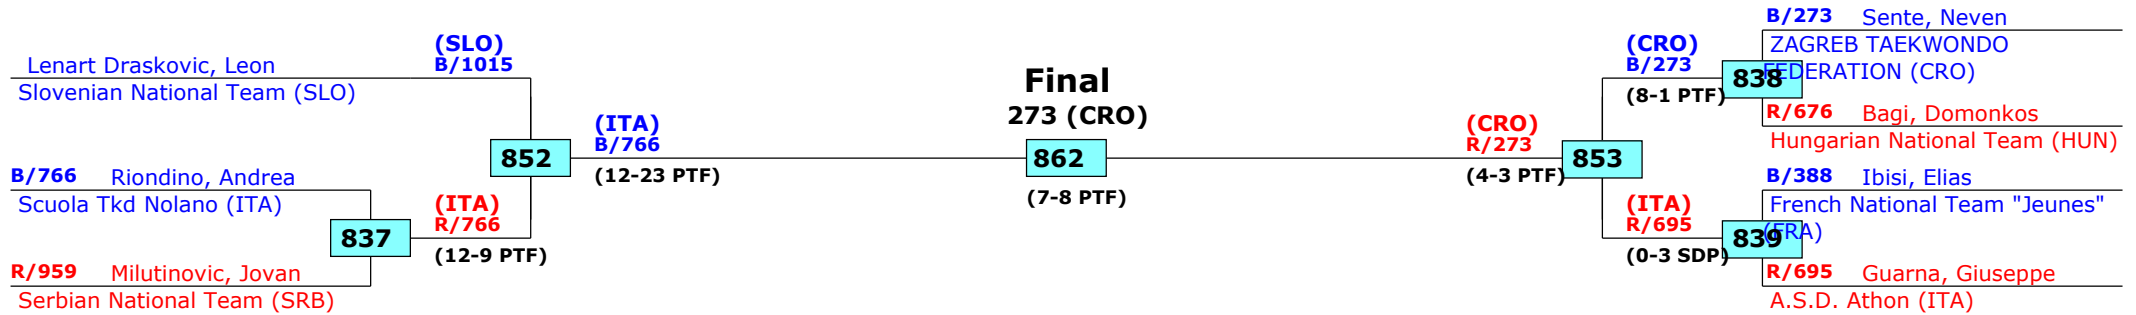 Lenart Draskovic, Leon
Slovenian National Team (SLO)
B/766 Riondino, Andrea
Scuola Tkd Nolano (ITA)
837
R/959 Milutinovic, Jovan
Serbian National Team (SRB)
(SLO)
B/1015
852
(ITA)
R/766
(12-9 PTF)
(ITA)
B/766
(12-23 PTF)
Final
273 (CRO)
862
(7-8 PTF)
(CRO)
R/273
(4-3 PTF)
853
(CRO)
B/273
(8-1 PTF)
(ITA)
R/695
(0-3 SDP)
B/273 Sente, Neven
ZAGREB TAEKWONDO
FEDERATION (CRO)
838
R/676 Bagi, Domonkos
Hungarian National Team (HUN)
B/388 Ibisi, Elias
French National Team "Jeunes"
(FRA)
839
R/695 Guarna, Giuseppe
A.S.D. Athon (ITA)